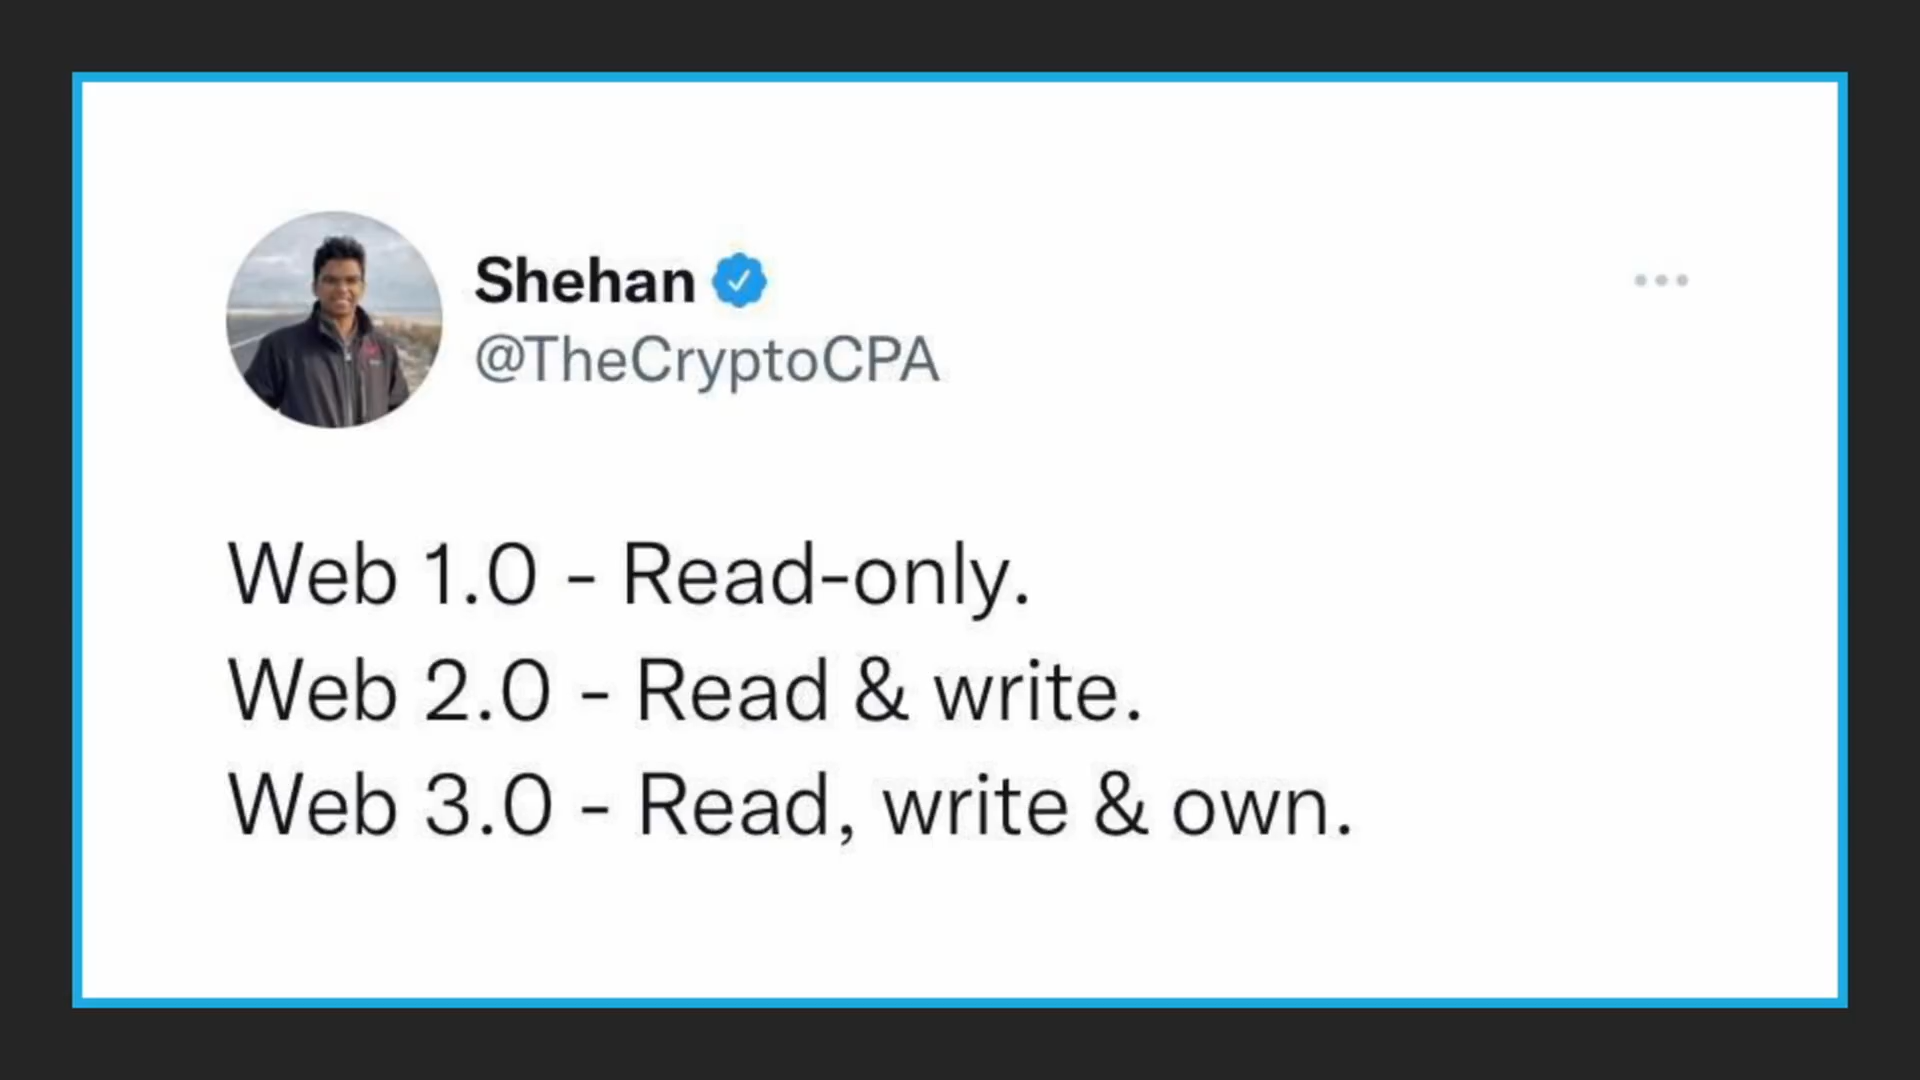 Shehan
@TheCryptoCPA
Web 1.0 - Read-only.
Web 2.0 - Read & write.
Web 3.0 - Read, write & own.